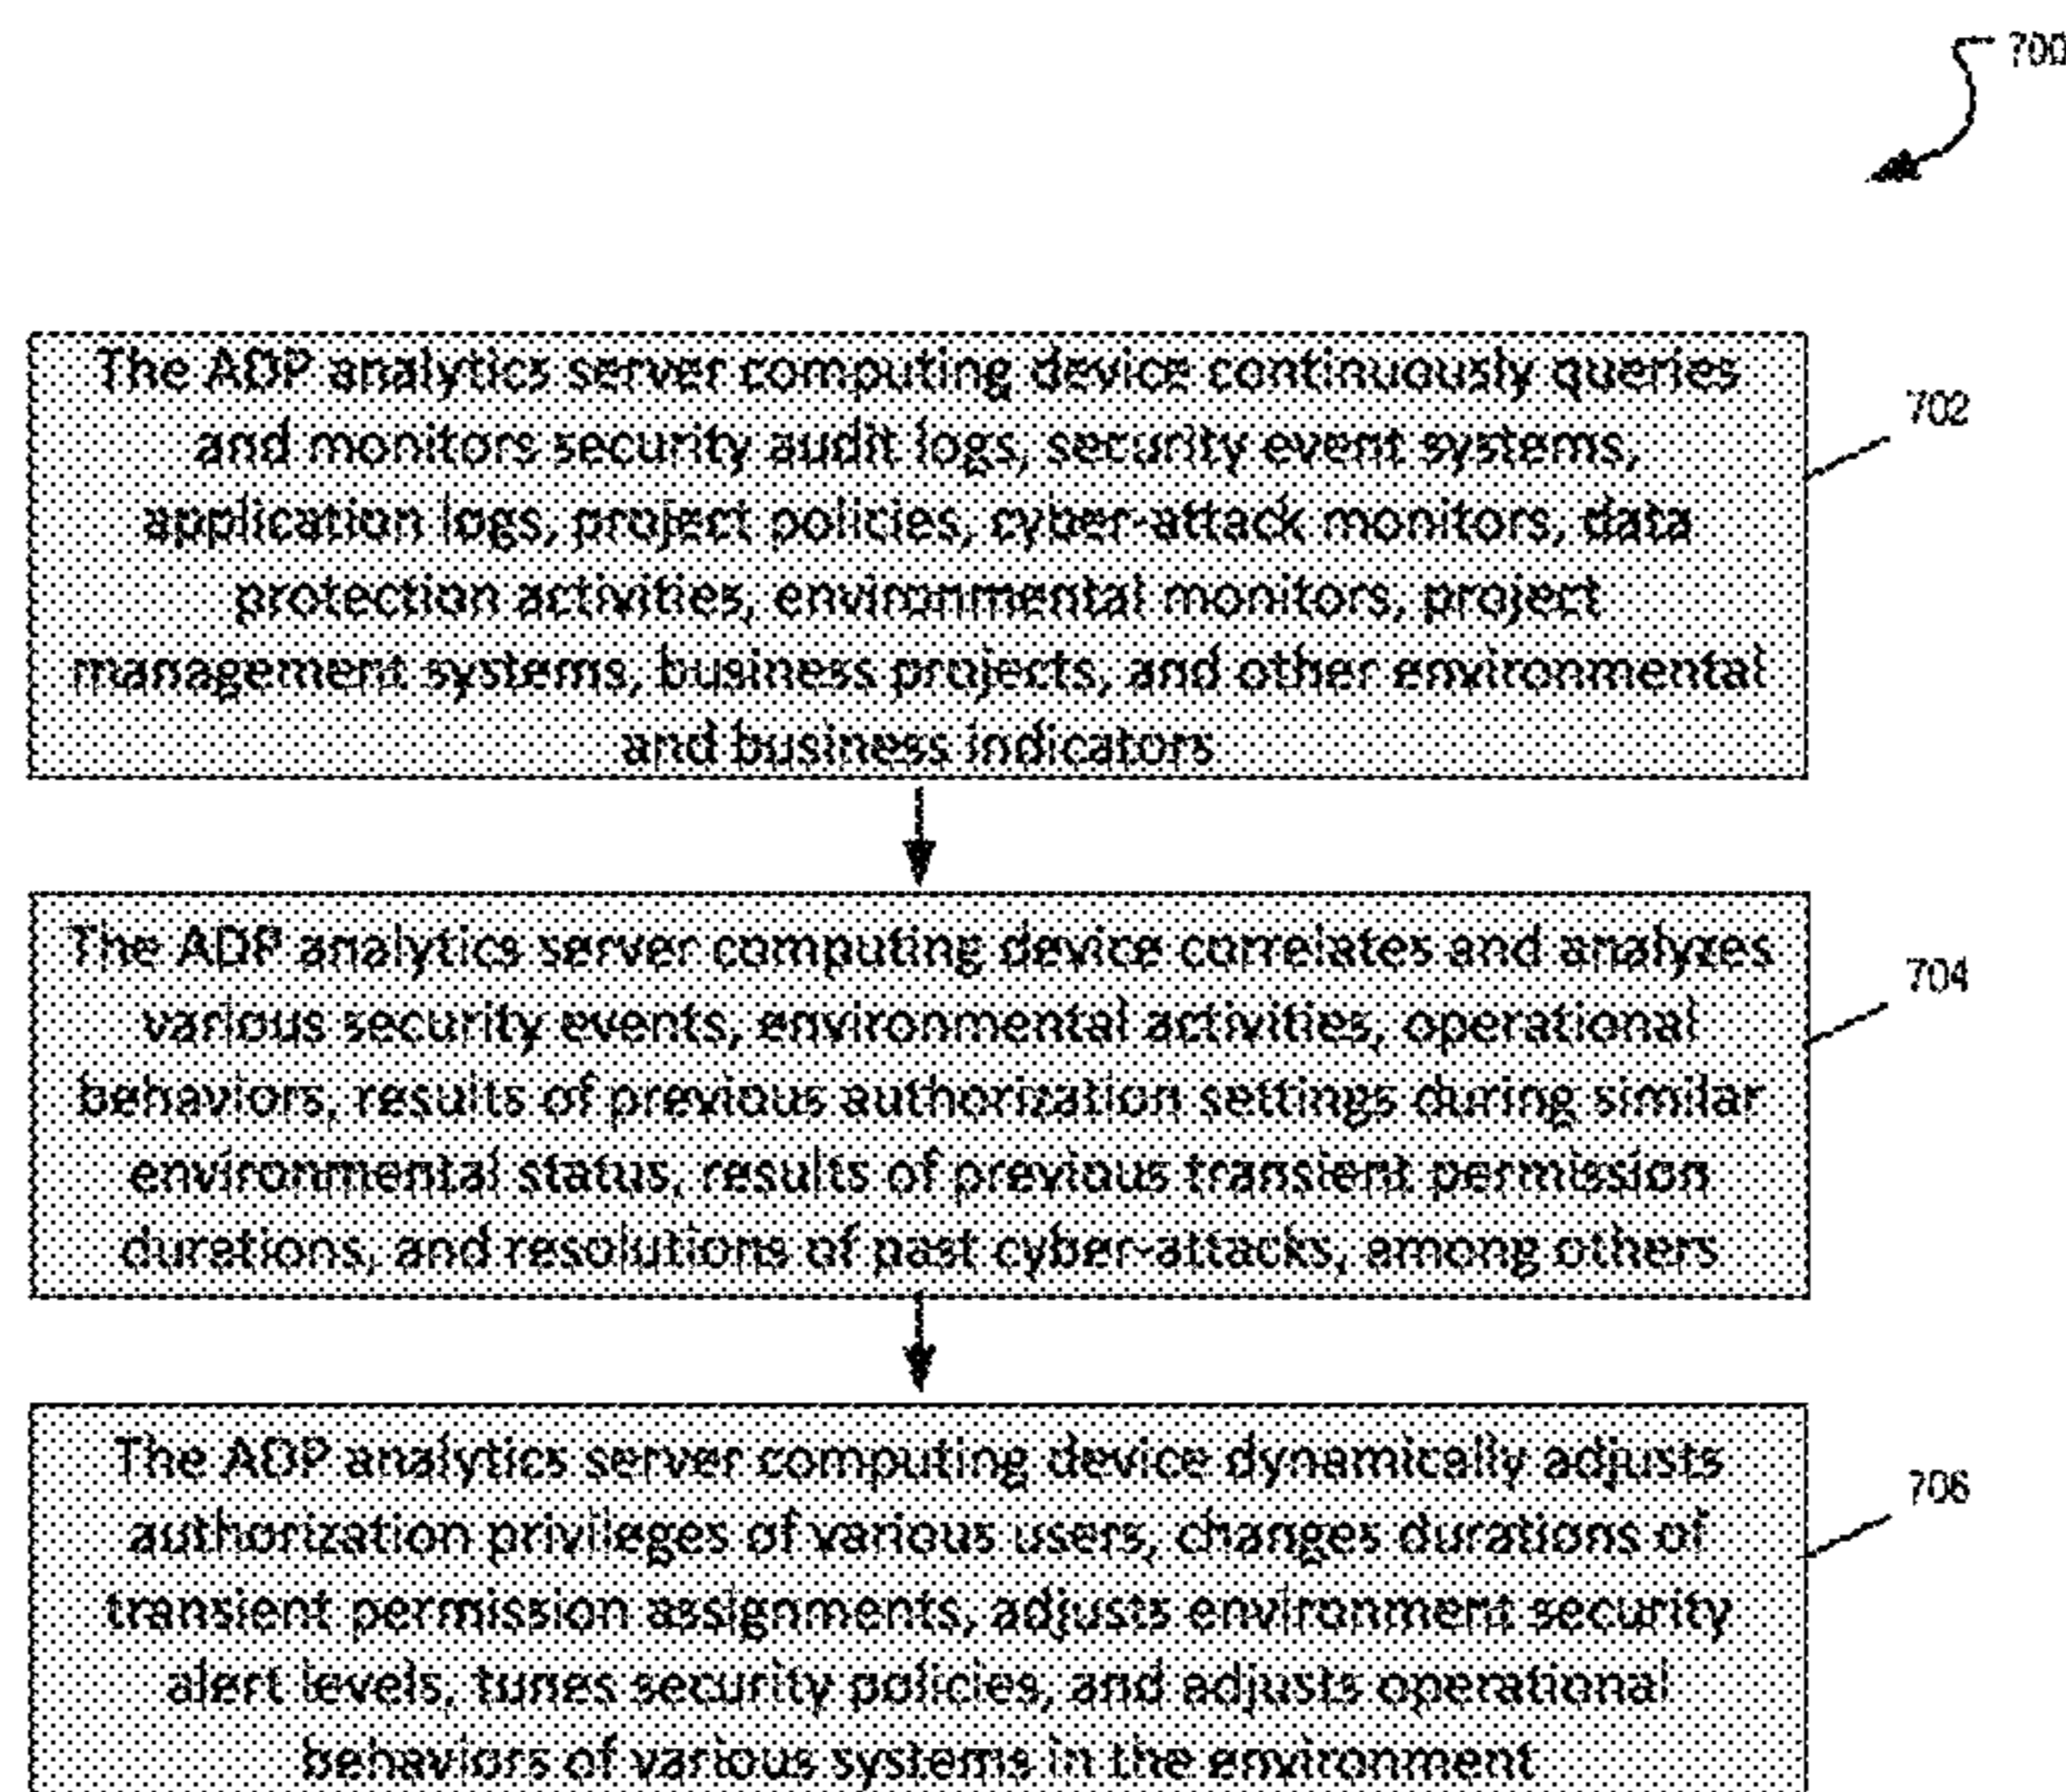 700
The ADP analytics server computing device continuously queries
and monitors security audit logs, security event systems,
application logs, project policies, cyber-attack monitors, data
protection activities, environmental monitors, project
management systems, business projects, and other environmental
and business indicators
702
The ADP analytics server computing device correlates and analyzes
various security events, environmental activities, operational
behaviors, results of previous authorization settings during similar
environmental status, results of previous transient permission
durations, and resolutions of past cyber-attacks, among others
704
The ADP analytics server computing device dynamically adjusts
authorization privileges of various users, changes durations of
transient permission assignments, adjusts environment security
alert levels, tunes security policies, and adjusts operational
behaviors of various systems in the environment
706